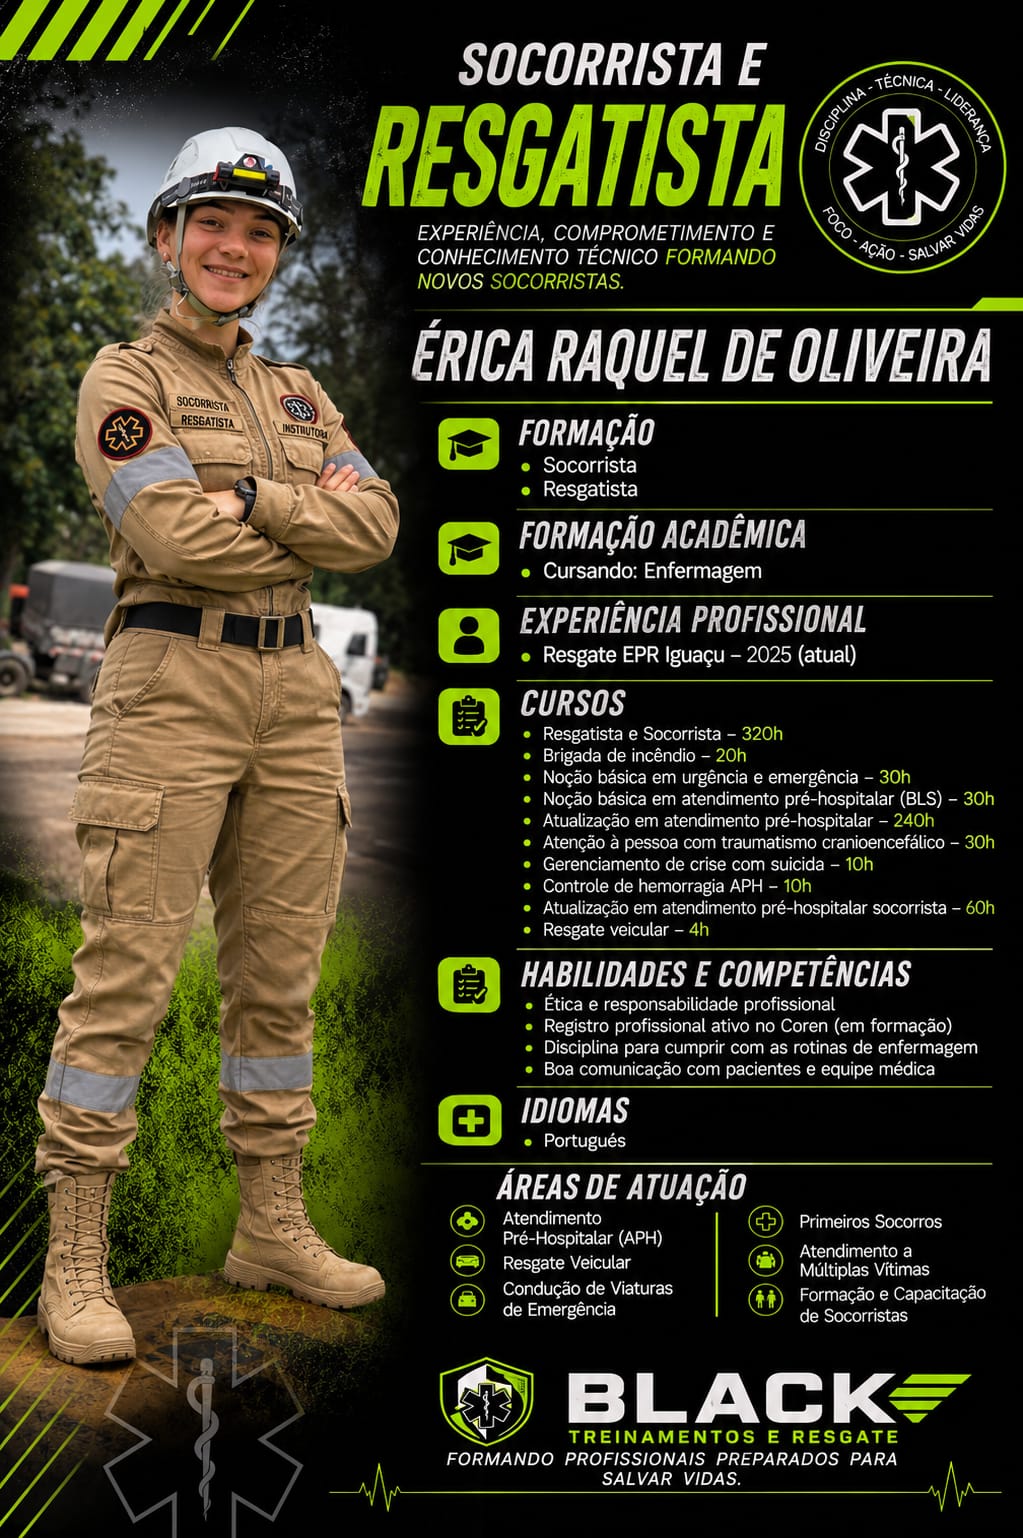 SOCORRISTA E
RESGATISTA
DISCIPLINA - TÉCNICA - LIDERANÇA
FOCO - AÇÃO - SALVAR VIDAS
EXPERIÊNCIA, COMPROMETIMENTO E
CONHECIMENTO TÉCNICO FORMANDO
NOVOS SOCORRISTAS.
ÉRICA RAQUEL DE OLIVEIRA
SOCORRISTA
RESGATISTA
INSTRUTORA
FORMAÇÃO
• Socorrista
• Resgatista
FORMAÇÃO ACADÊMICA
• Cursando: Enfermagem
EXPERIÊNCIA PROFISSIONAL
• Resgate EPR Iguaçu – 2025 (atual)
CURSOS
• Resgatista e Socorrista – 320h
• Brigada de incêndio – 20h
• Noção básica em urgência e emergência – 30h
• Noção básica em atendimento pré-hospitalar (BLS) – 30h
• Atualização em atendimento pré-hospitalar – 240h
• Atenção à pessoa com traumatismo cranioencefálico – 30h
• Gerenciamento de crise com suicida – 10h
• Controle de hemorragia APH – 10h
• Atualização em atendimento pré-hospitalar socorrista – 60h
• Resgate veicular – 4h
HABILIDADES E COMPETÊNCIAS
• Ética e responsabilidade profissional
• Registro profissional ativo no Coren (em formação)
• Disciplina para cumprir com as rotinas de enfermagem
• Boa comunicação com pacientes e equipe médica
IDIOMAS
• Portugués
ÁREAS DE ATUAÇÃO
Atendimento
Pré-Hospitalar (APH)
Resgate Veicular
Condução de Viaturas
de Emergência
Primeiros Socorros
Atendimento a
Múltiplas Vítimas
Formação e Capacitação
de Socorristas
BLACK
TREINAMENTOS E RESGATE
FORMANDO PROFISSIONAIS PREPARADOS PARA
SALVAR VIDAS.